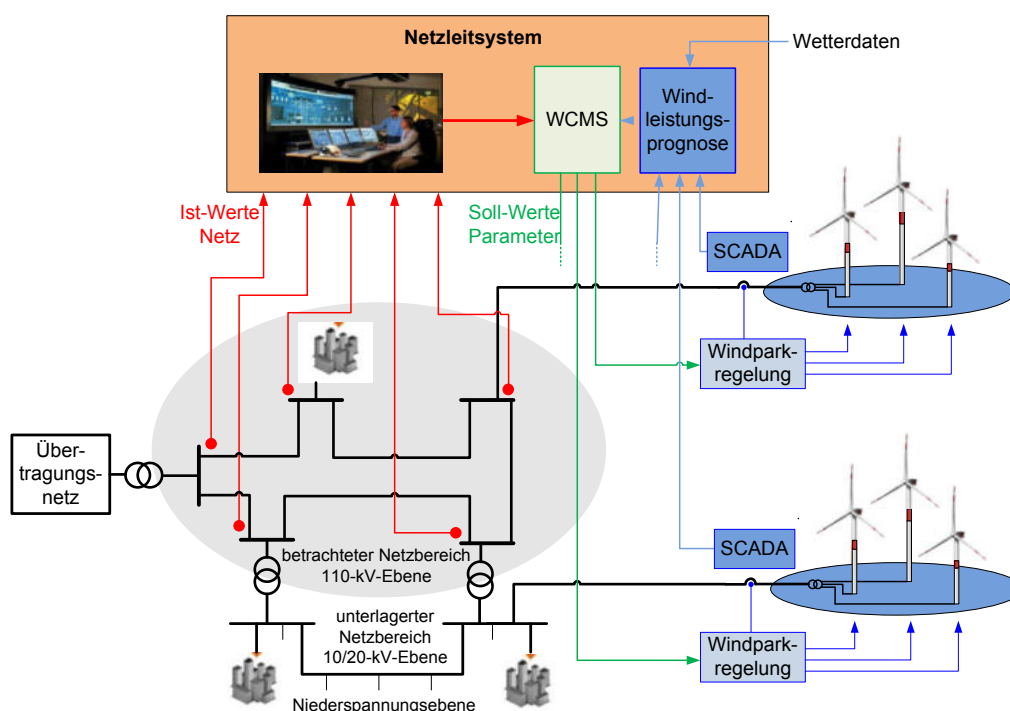 Netzleitsystem
Wetterdaten
WCMS
Wind-
leistungs-
prognose
Ist-Werte
Netz
Soll-Werte
Parameter
SCADA
Windpark-
regelung
Über-
tragungs-
netz
betrachteter Netzbereich
110-kV-Ebene
SCADA
unterlagerter
Netzbereich
10/20-kV-Ebene
Windpark-
regelung
Niederspannungsebene